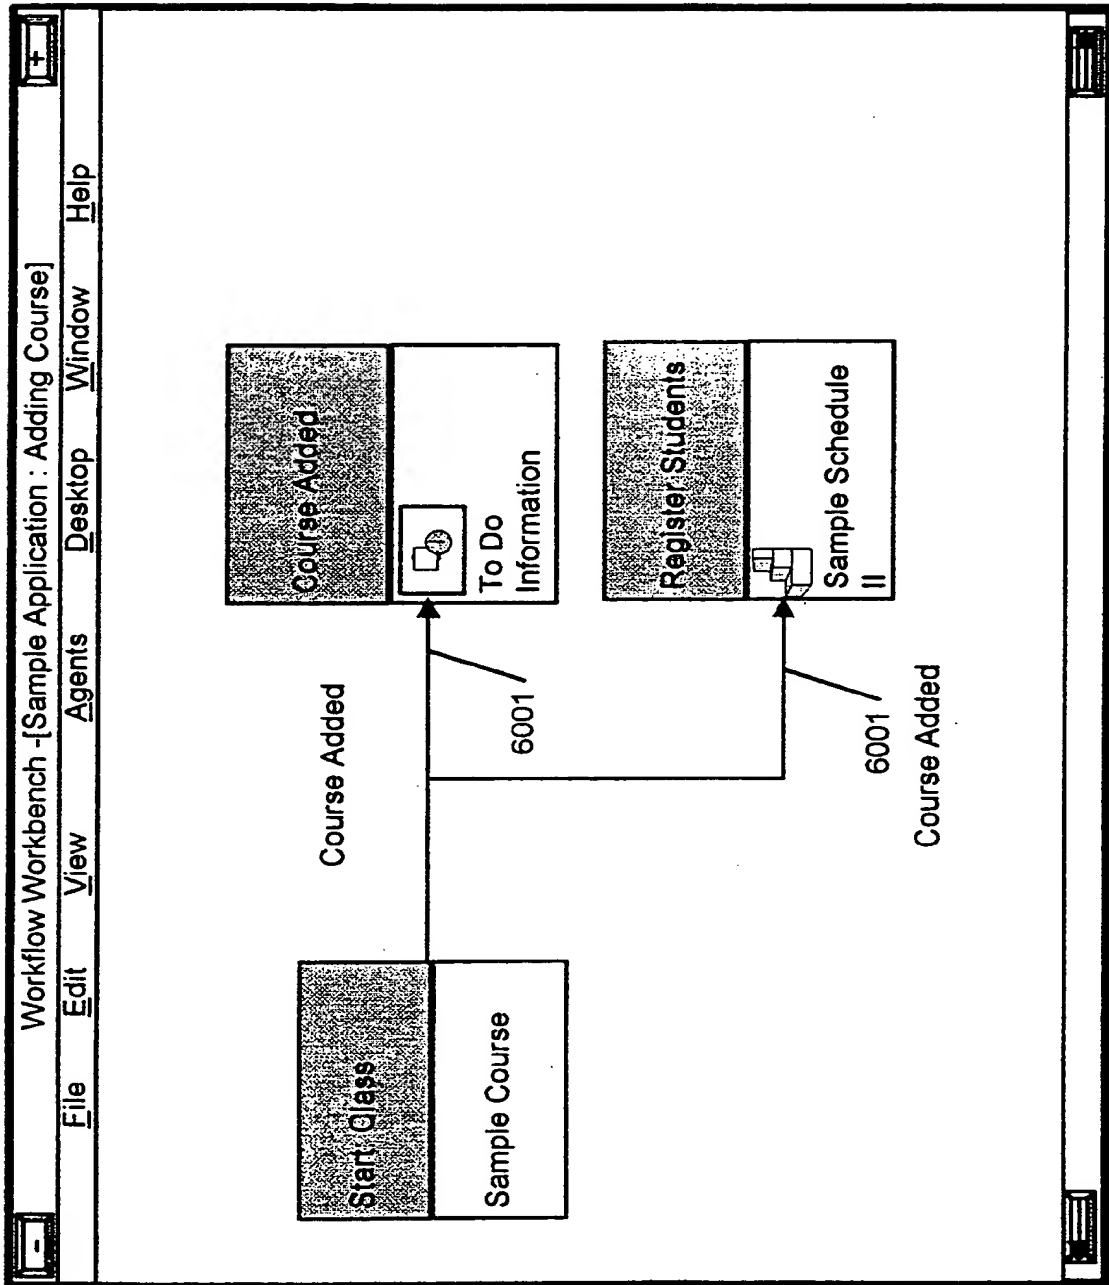 Workflow Workbench -[Sample Application : Adding Course]
- +
File Edit View Agents Desktop Window Help
Start: Class
Sample Course
Course Added
6001
Course Added
To Do
Information
6001
Course Added
Register Students
Sample Schedule
II